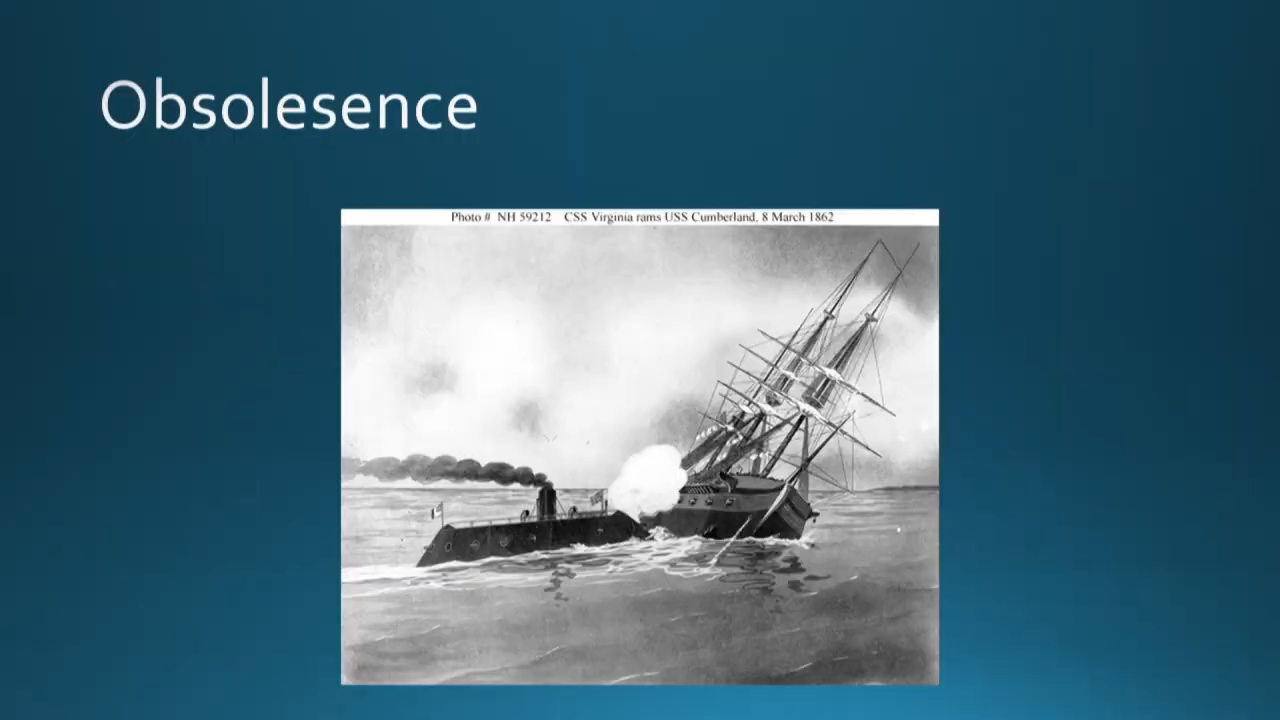 Obsolesence
Photo # NH 59212 CSS Virginia rams USS Cumberland, 8 March 1862